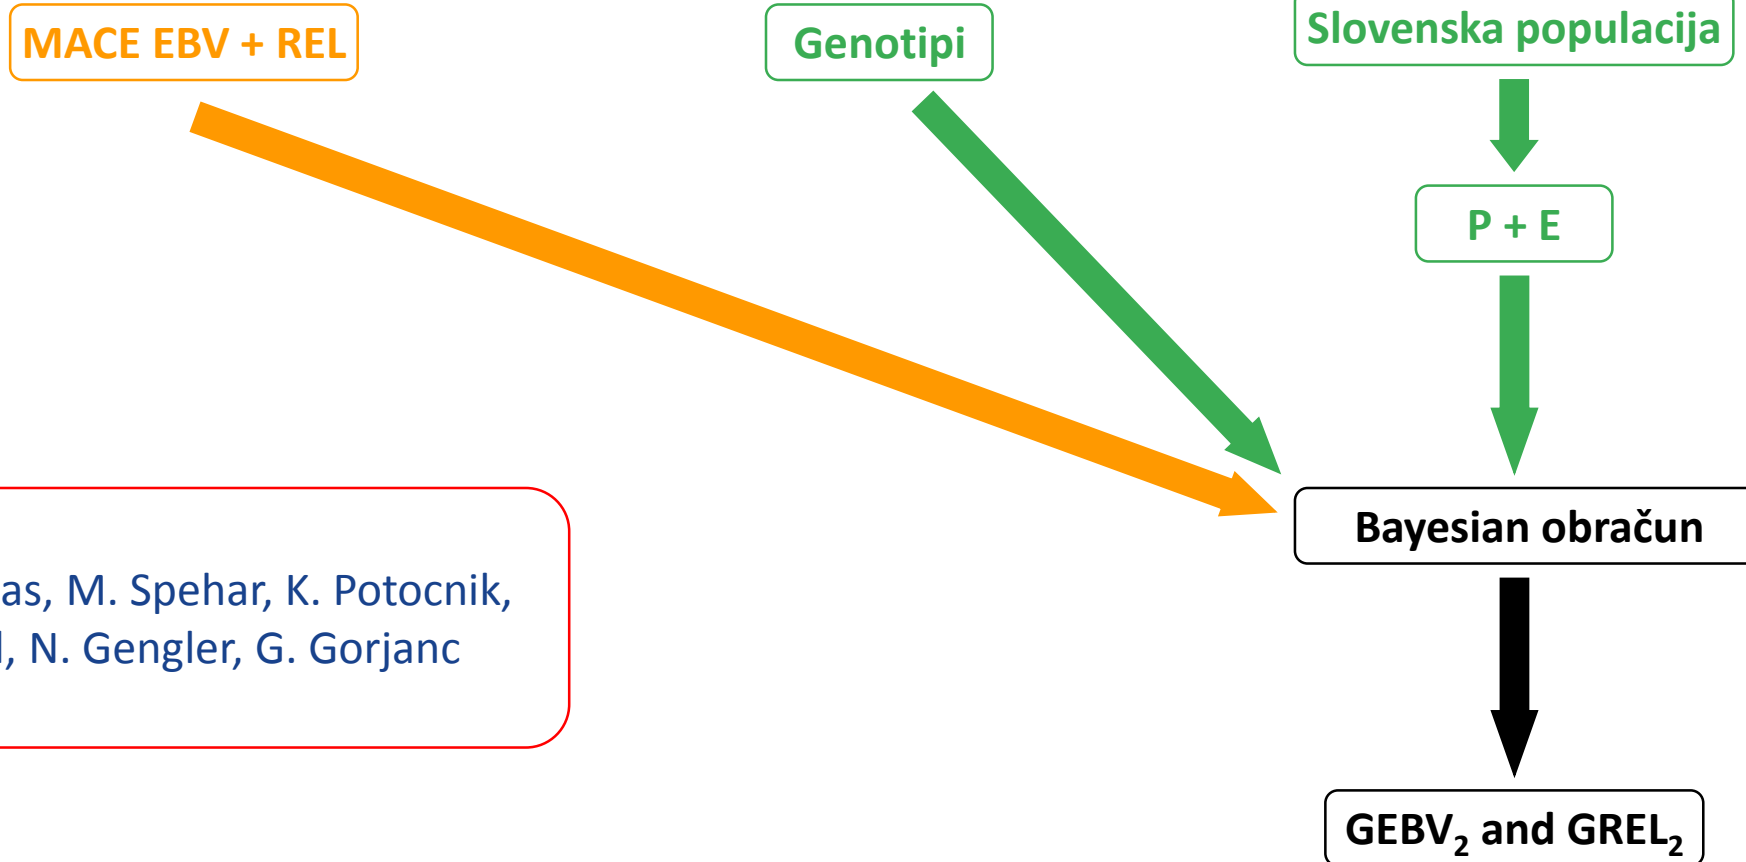 MACE EBV + REL
Genotipi
Slovenska populacija
P + E
Bayesian obračun
as, M. Spehar, K. Potocnik,
, N. Gengler, G. Gorjanc
GEBV₂ and GREL₂